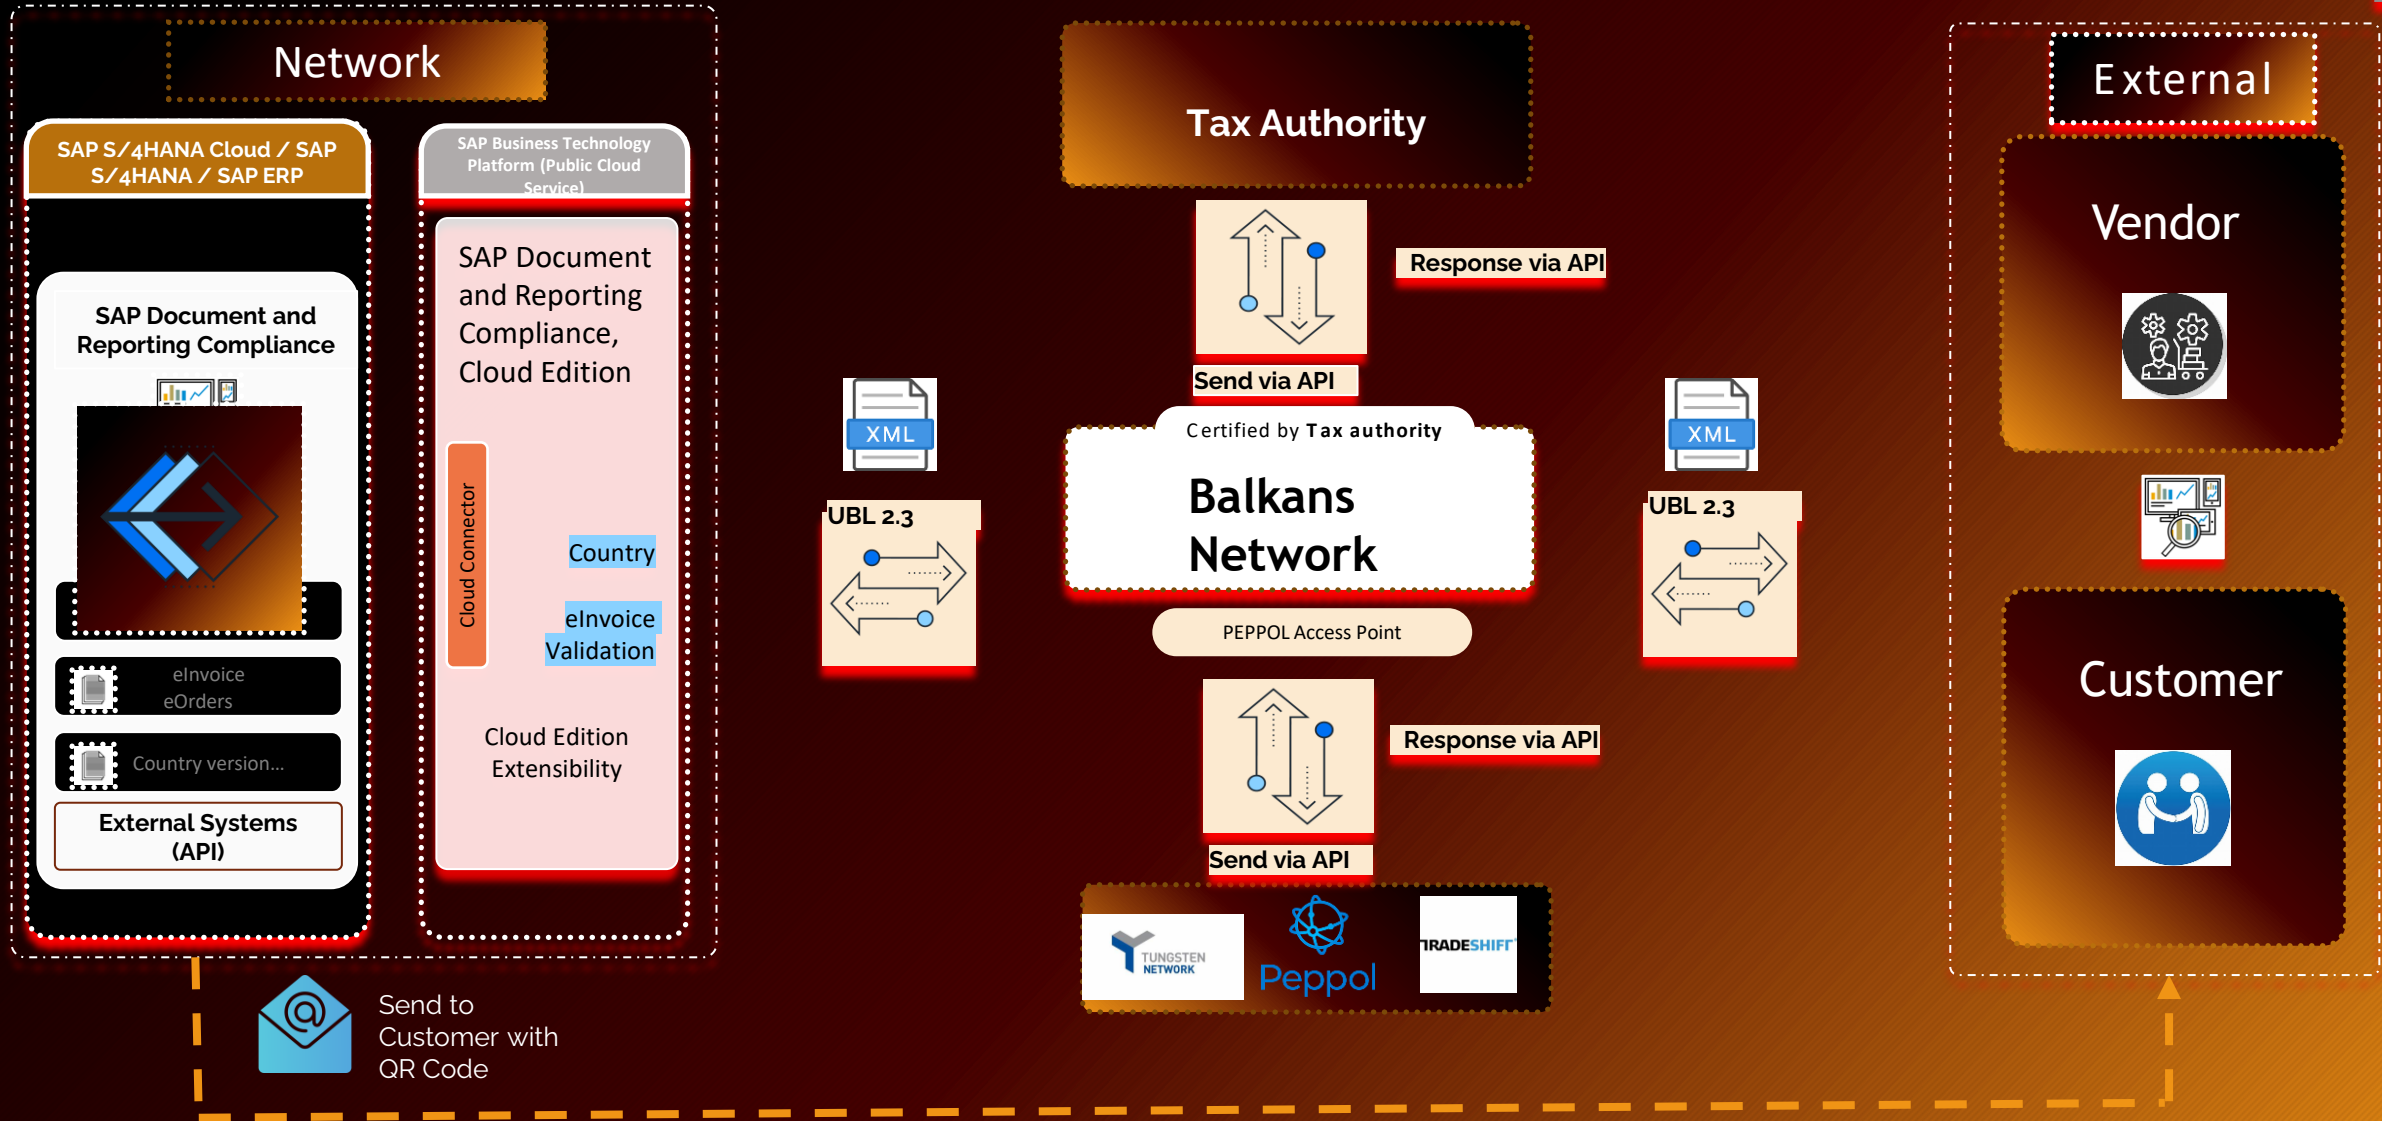 Network
SAP S/4HANA Cloud / SAP
S/4HANA / SAP ERP
SAP Document and
Reporting Compliance
eInvoice
eOrders
Country version...
External Systems
(API)
SAP Business Technology
Platform (Public Cloud
Service)
SAP Document
and Reporting
Compliance,
Cloud Edition
Cloud Connector
Country
eInvoice
Validation
Cloud Edition
Extensibility
Send to
Customer with
QR Code
XML
UBL 2.3
Tax Authority
Response via API
Send via API
Certified by Tax authority
Balkans
Network
PEPPOL Access Point
Response via API
Send via API
TUNGSTEN
NETWORK
Peppol
TRADESHIFT
XML
UBL 2.3
External
Vendor
Customer